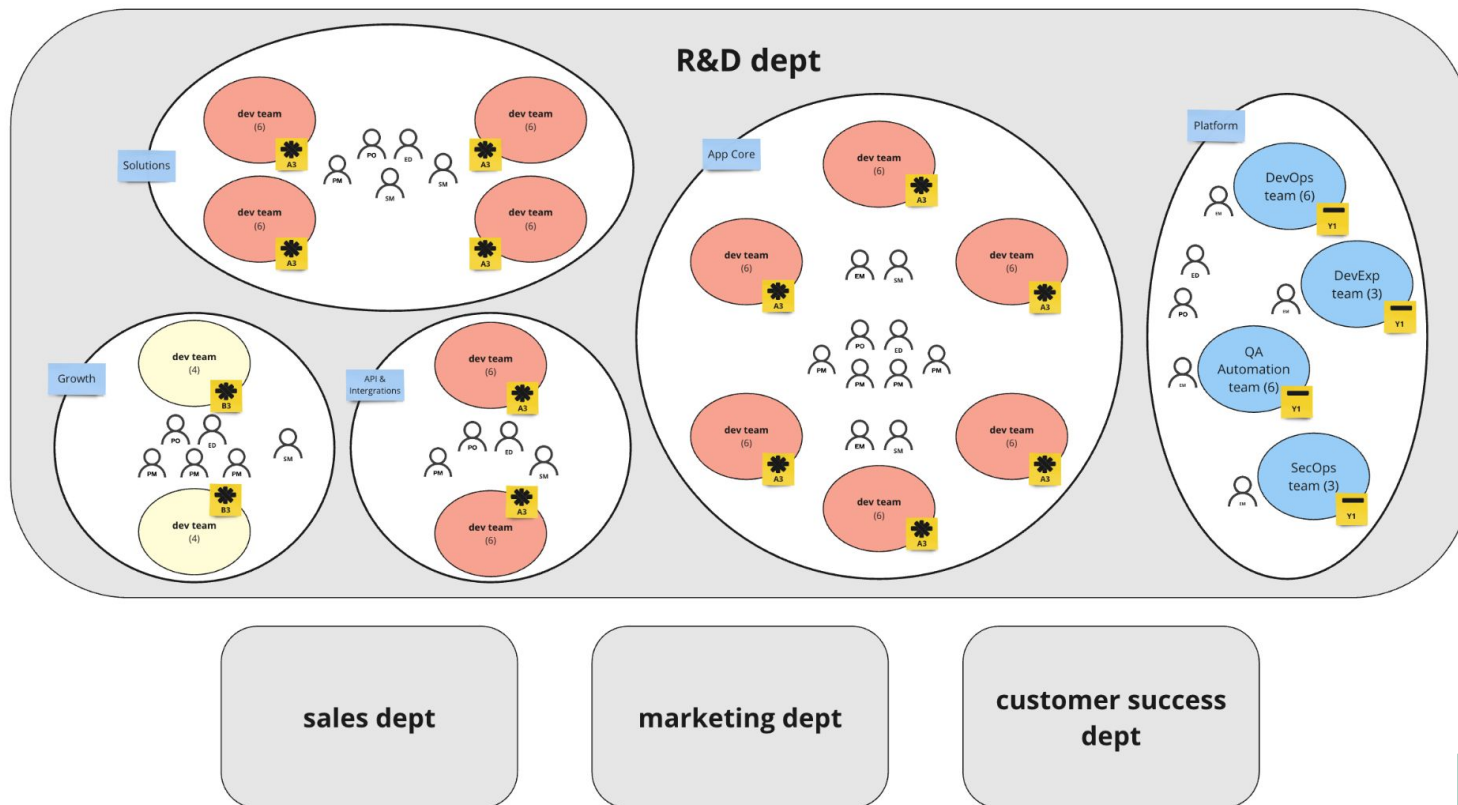 R&D dept
Solutions
dev team
(6)
A3
dev team
(6)
A3
dev team
(6)
A3
dev team
(6)
A3
PO
ED
PM
SM
SM
App Core
dev team
(6)
A3
dev team
(6)
A3
dev team
(6)
A3
EM
SM
PO
ED
PM
PM
PM
PM
EM
SM
dev team
(6)
A3
dev team
(6)
A3
dev team
(6)
A3
Platform
DevOps
team (6)
Y1
EM
ED
DevExp
team (3)
Y1
EM
PO
QA
Automation
team (6)
Y1
EM
SecOps
team (3)
Y1
EM
Growth
dev team
(4)
B3
PO
ED
SM
PM
PM
PM
B3
dev team
(4)
API &
Intergrations
dev team
(6)
A3
PO
ED
PM
SM
A3
dev team
(6)
sales dept
marketing dept
customer success
dept